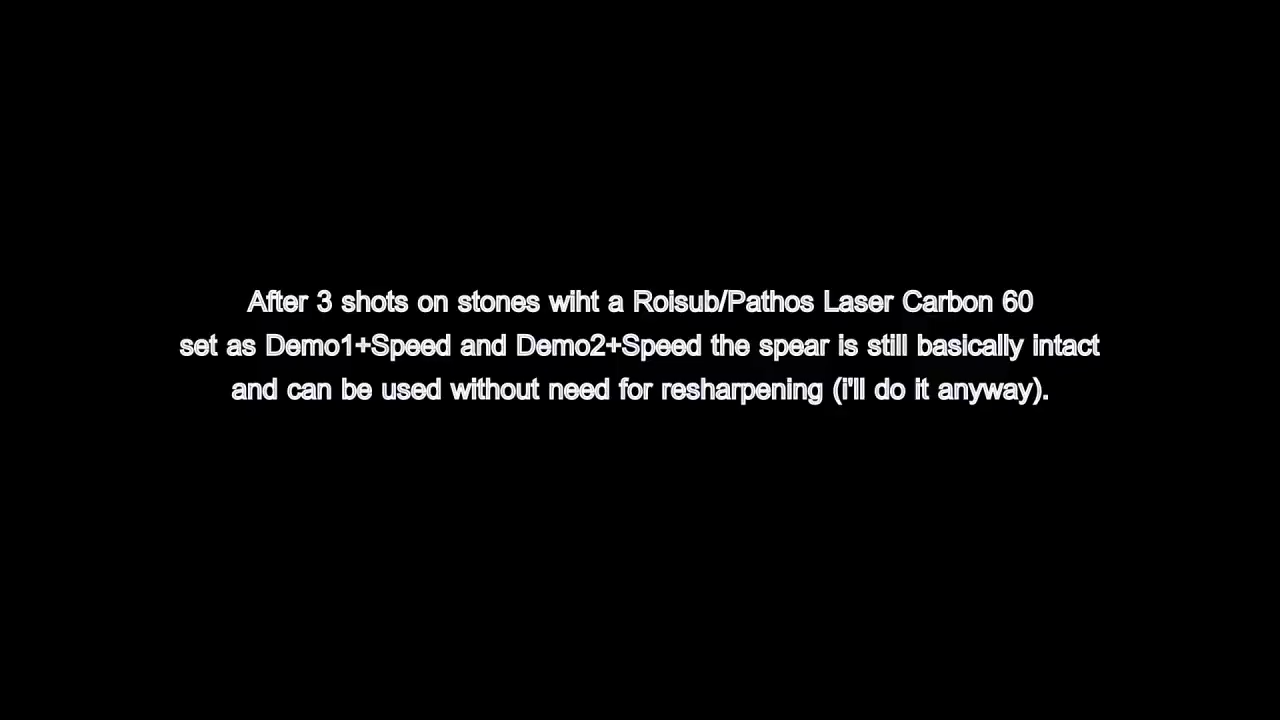 After 3 shots on stones wiht a Roisub/Pathos Laser Carbon 60
set as Demo1+Speed and Demo2+Speed the spear is still basically intact
and can be used without need for resharpening (i'll do it anyway).